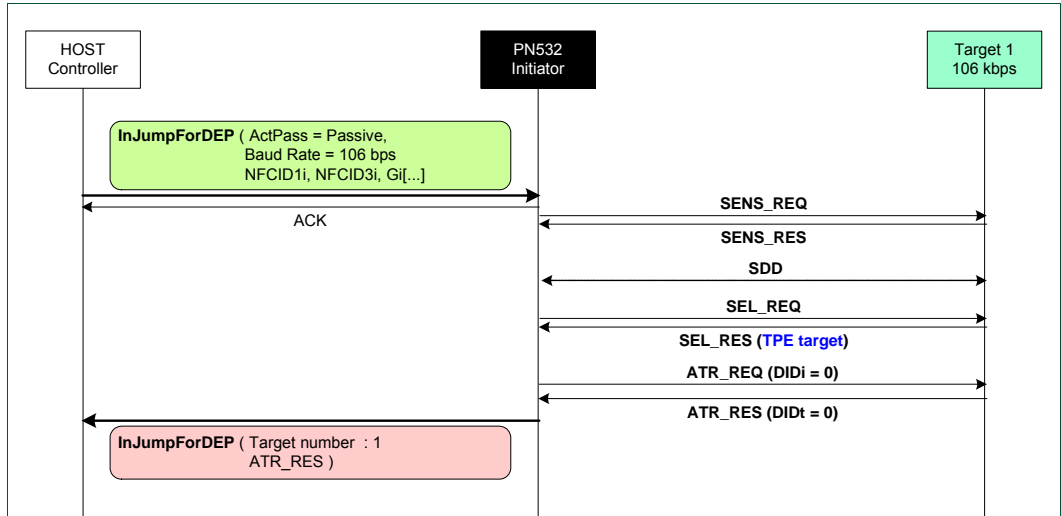 HOST
Controller
PN532
Initiator
Target 1
106 kbps
InJumpForDEP ( ActPass = Passive,
Baud Rate = 106 bps
NFCID1i, NFCID3i, Gi[...]
ACK
SENS_REQ
SENS_RES
SDD
SEL_REQ
SEL_RES (TPE target)
ATR_REQ (DIDi = 0)
ATR_RES (DIDt = 0)
InJumpForDEP ( Target number : 1
ATR_RES )